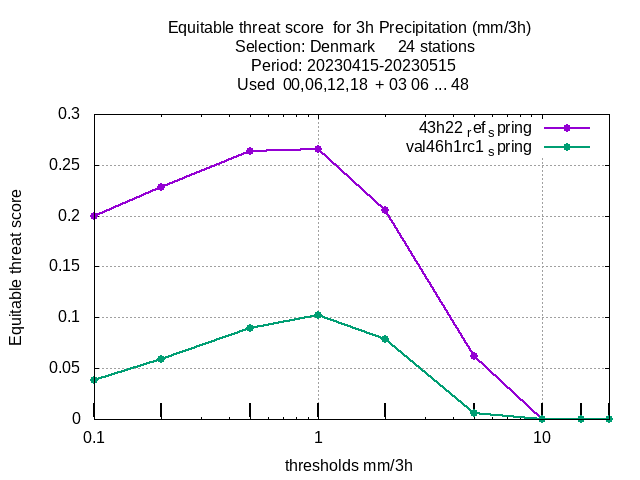 Equitable threat score  for 3h Precipitation (mm/3h)
Selection: Denmark     24 stations
Period: 20230415-20230515
Used  00,06,12,18  + 03 06 ... 48
43h22 ref spring
val46h1rc1 spring
0.3
0.25
0.2
0.15
0.1
0.05
0
Equitable threat score
0.1 1 10
thresholds mm/3h